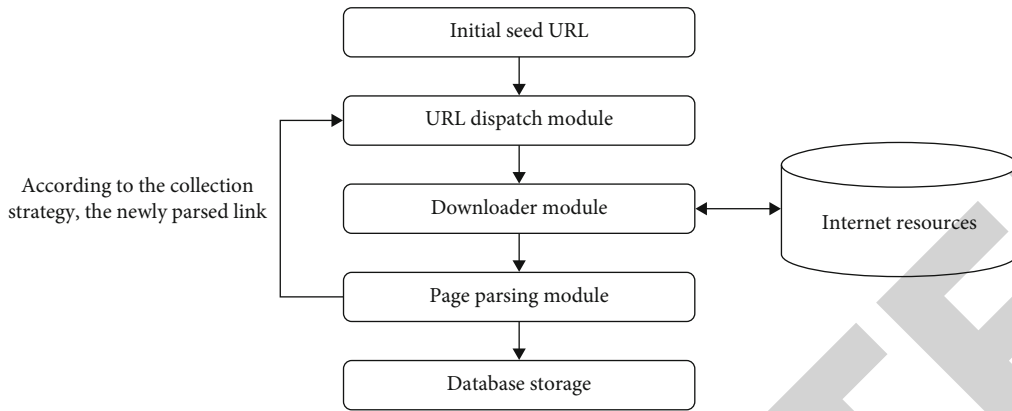 Initial seed URL
URL dispatch module
According to the collection
strategy, the newly parsed link
Downloader module
Internet resources
Page parsing module
Database storage